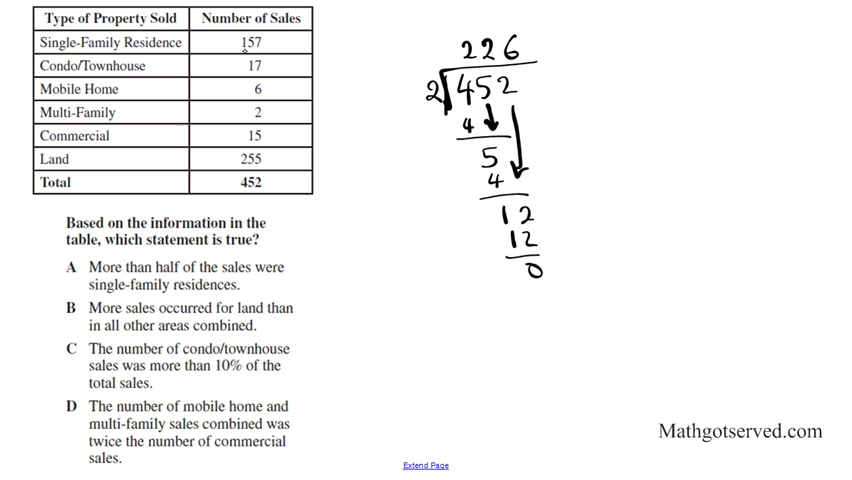 Type of Property Sold Number of Sales
Single-Family Residence 157
Condo/Townhouse 17
Mobile Home 6
Multi-Family 2
Commercial 15
Land 255
Total 452
Based on the information in the
table, which statement is true?
A More than half of the sales were
single-family residences.
B More sales occurred for land than
in all other areas combined.
C The number of condo/townhouse
sales was more than 10% of the
total sales.
D The number of mobile home and
multi-family sales combined was
twice the number of commercial
sales.
226
2 452
4
5
4
12
12
0
Mathgotserved.com
Extend Page